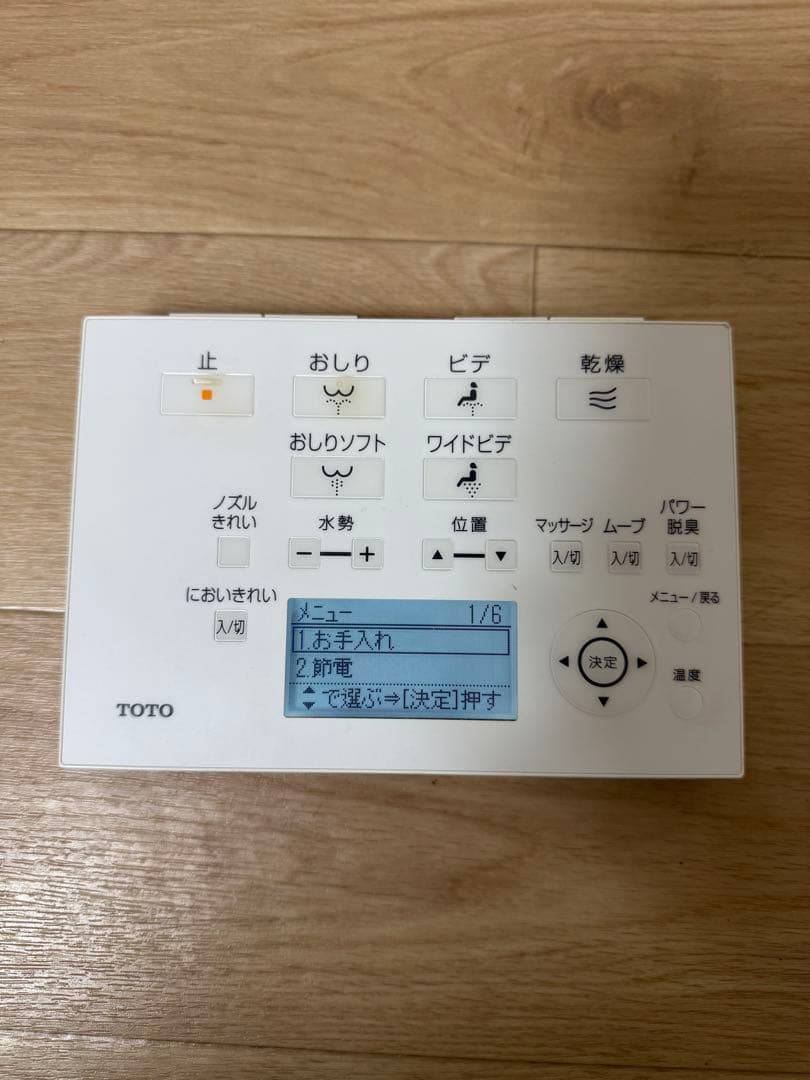 止
おしり
ビデ
乾燥
おしりソフト
ワイドビデ
ノズル
きれい
水勢
位置
マッサージ
ムーブ
パワー
脱臭
− +
▲ ▼
入/切
入/切
入/切
においきれい
入/切
メニュー 1/6
1.お手入れ
2.節電
で選ぶ⇒[決定]押す
メニュー/戻る
決定
温度
TOTO